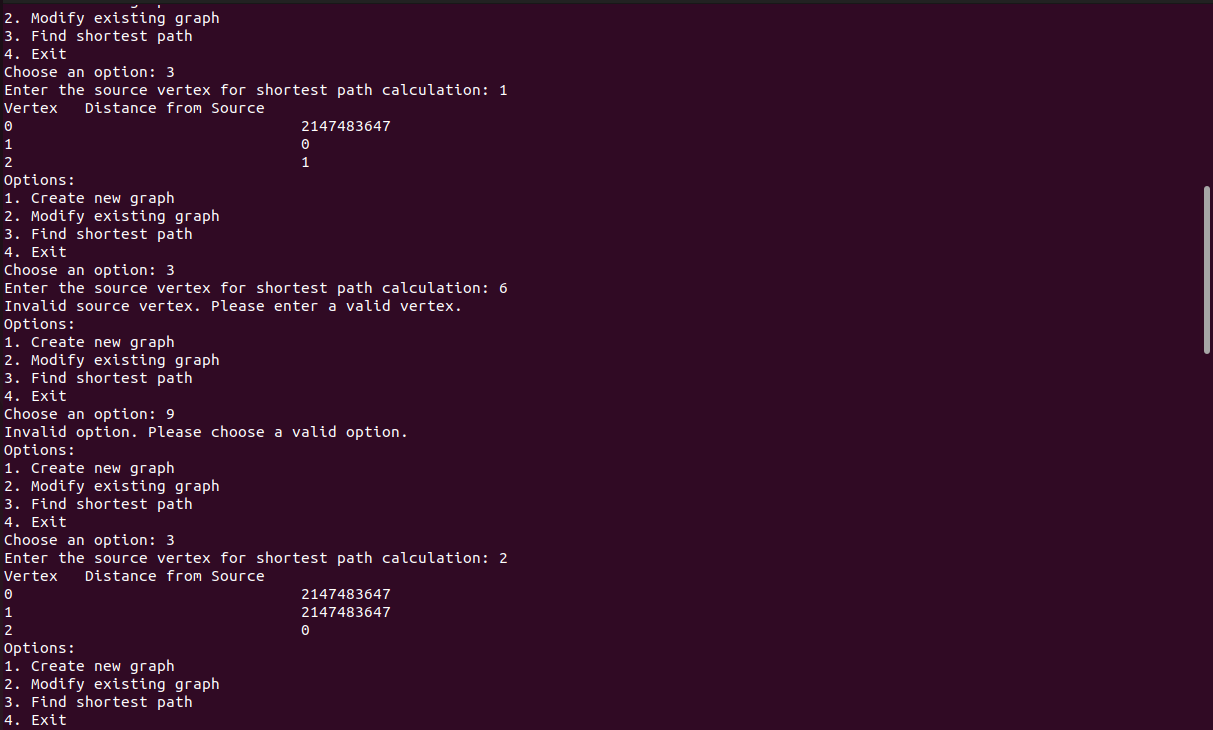 2. Modify existing graph
3. Find shortest path
4. Exit
Choose an option: 3
Enter the source vertex for shortest path calculation: 1
Vertex   Distance from Source
0                                2147483647
1                                0
2                                1
Options:
1. Create new graph
2. Modify existing graph
3. Find shortest path
4. Exit
Choose an option: 3
Enter the source vertex for shortest path calculation: 6
Invalid source vertex. Please enter a valid vertex.
Options:
1. Create new graph
2. Modify existing graph
3. Find shortest path
4. Exit
Choose an option: 9
Invalid option. Please choose a valid option.
Options:
1. Create new graph
2. Modify existing graph
3. Find shortest path
4. Exit
Choose an option: 3
Enter the source vertex for shortest path calculation: 2
Vertex   Distance from Source
0                                2147483647
1                                2147483647
2                                0
Options:
1. Create new graph
2. Modify existing graph
3. Find shortest path
4. Exit